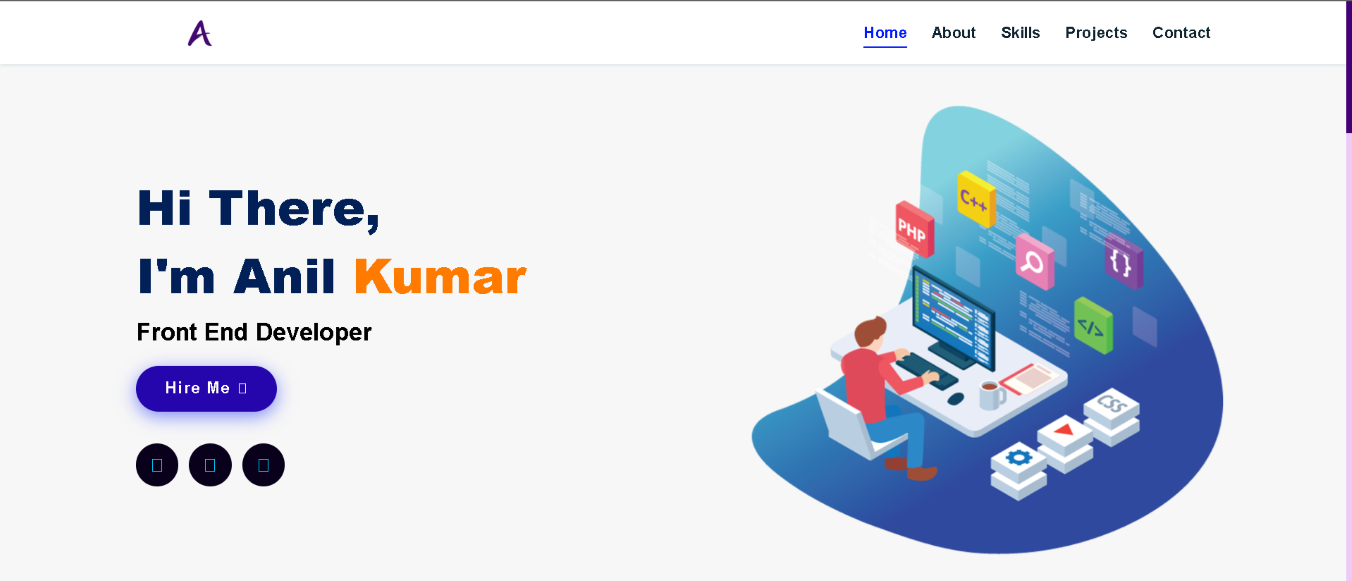 A
Home About Skills Projects Contact
Hi There,
I'm Anil Kumar
Front End Developer
Hire Me
C++
PHP
{}
</>
CSS